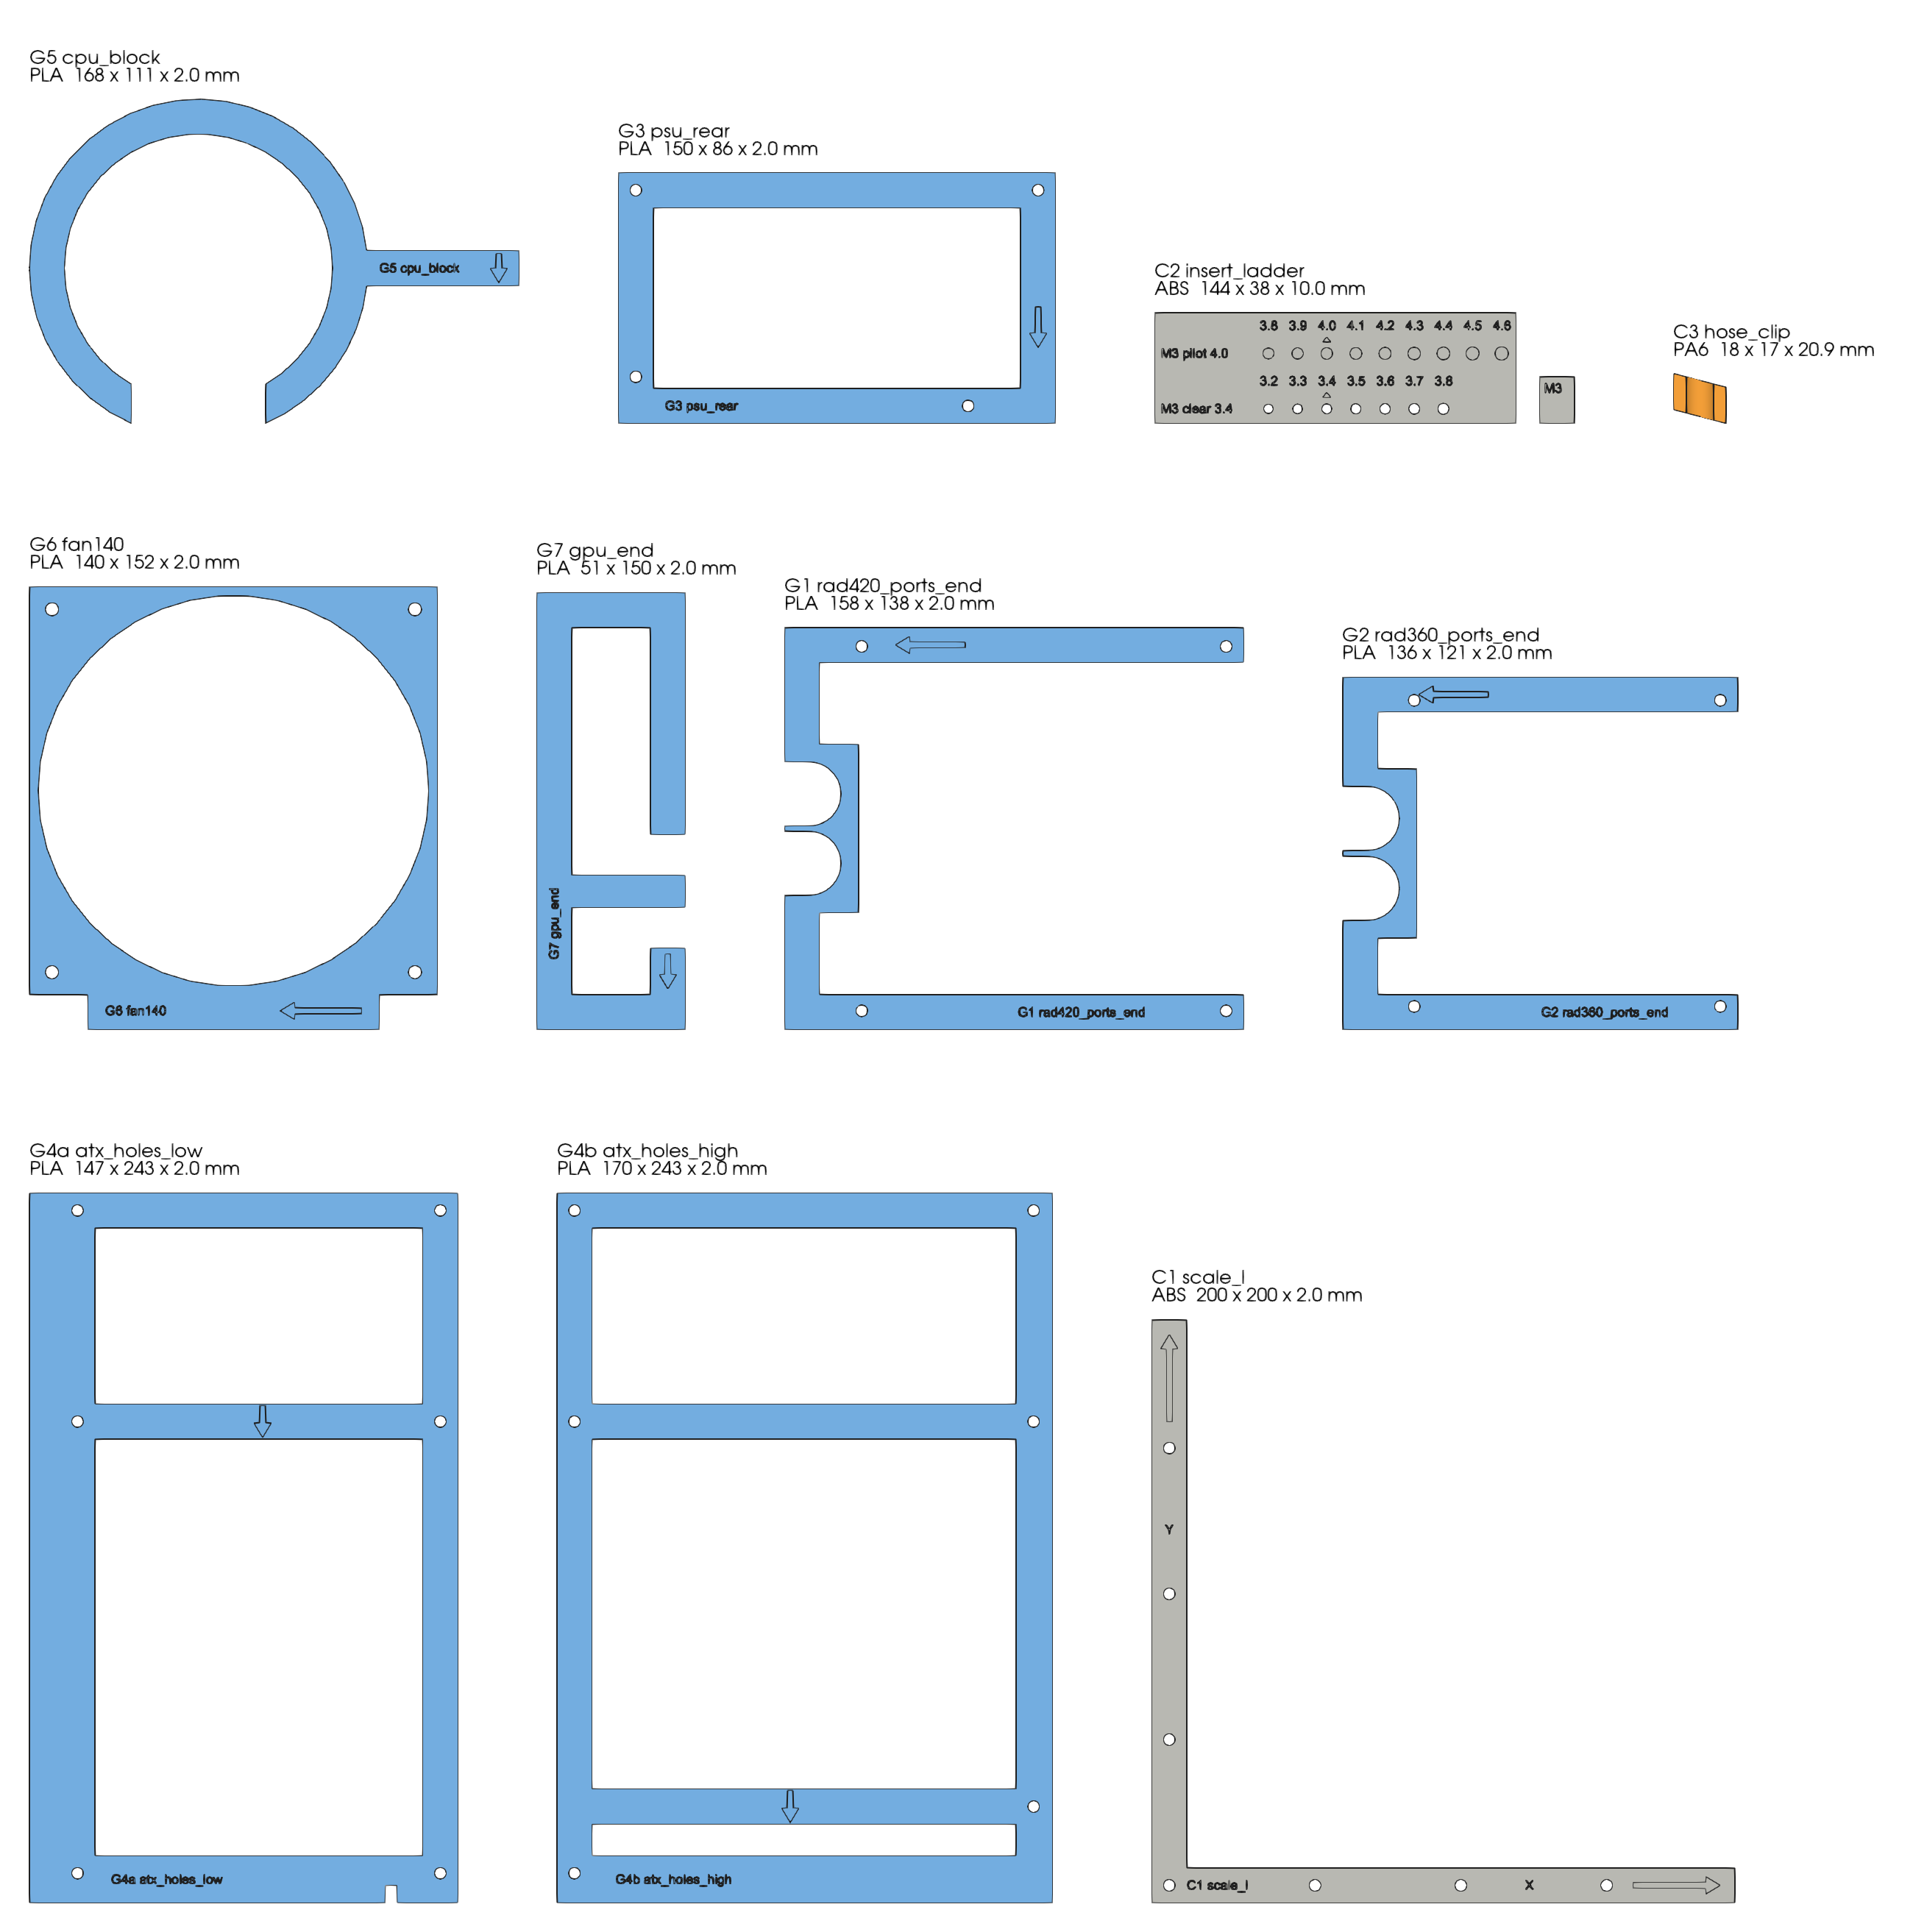 G5 cpu_block
PLA 168 x 111 x 2.0 mm
G5 cpu_block
G3 psu_rear
PLA 150 x 86 x 2.0 mm
G3 psu_rear
C2 insert_ladder
ABS 144 x 38 x 10.0 mm
3.8 3.9 4.0 4.1 4.2 4.3 4.4 4.5 4.6
M3 pilot 4.0
3.2 3.3 3.4 3.5 3.6 3.7 3.8
M3 clear 3.4
M3
C3 hose_clip
PA6 18 x 17 x 20.9 mm
G6 fan140
PLA 140 x 152 x 2.0 mm
G6 fan140
G7 gpu_end
PLA 51 x 150 x 2.0 mm
G7 gpu_end
G1 rad420_ports_end
PLA 158 x 138 x 2.0 mm
G1 rad420_ports_end
G2 rad360_ports_end
PLA 136 x 121 x 2.0 mm
G2 rad360_ports_end
G4a atx_holes_low
PLA 147 x 243 x 2.0 mm
G4a atx_holes_low
G4b atx_holes_high
PLA 170 x 243 x 2.0 mm
G4b atx_holes_high
C1 scale_l
ABS 200 x 200 x 2.0 mm
Y
C1 scale_l
X